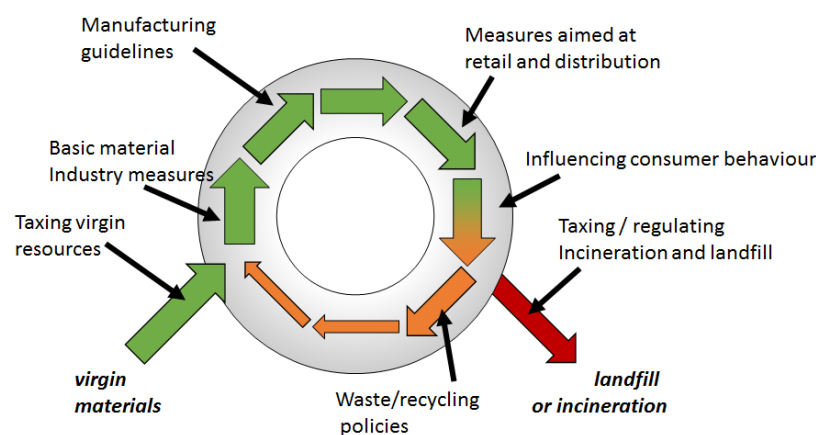 Manufacturing
guidelines
Measures aimed at
retail and distribution
Basic material
Industry measures
Influencing consumer behaviour
Taxing virgin
resources
Taxing / regulating
Incineration and landfill
virgin
materials
Waste/recycling
policies
landfill
or incineration